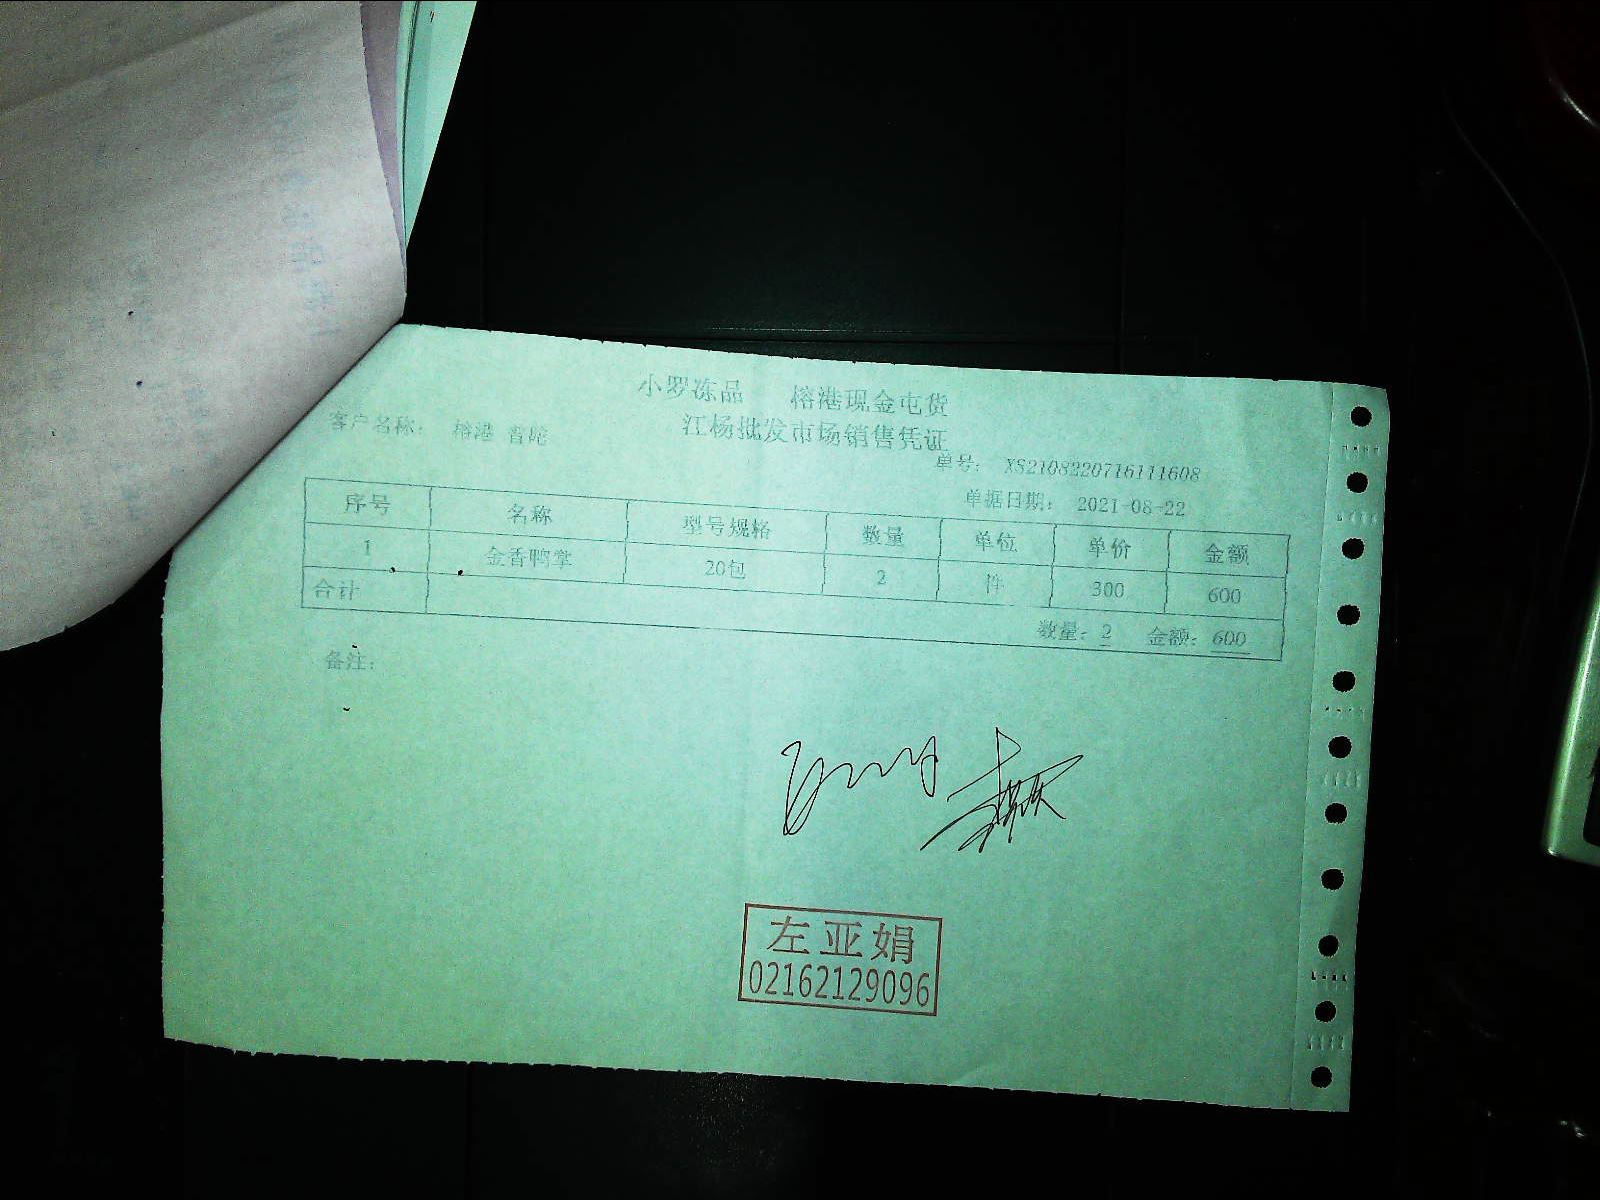 小罗冻品 榕港现金屯货
江杨批发市场销售凭证
客户名称: 榕港 普陀
单号: XS2108220716111608
单据日期: 2021-08-22
序号 名称 型号规格 数量 单位 单价 金额
1 金香鸭掌 20包 2 件 300 600
合计
数量: 2 金额: 600
备注:
左亚娟
02162129096